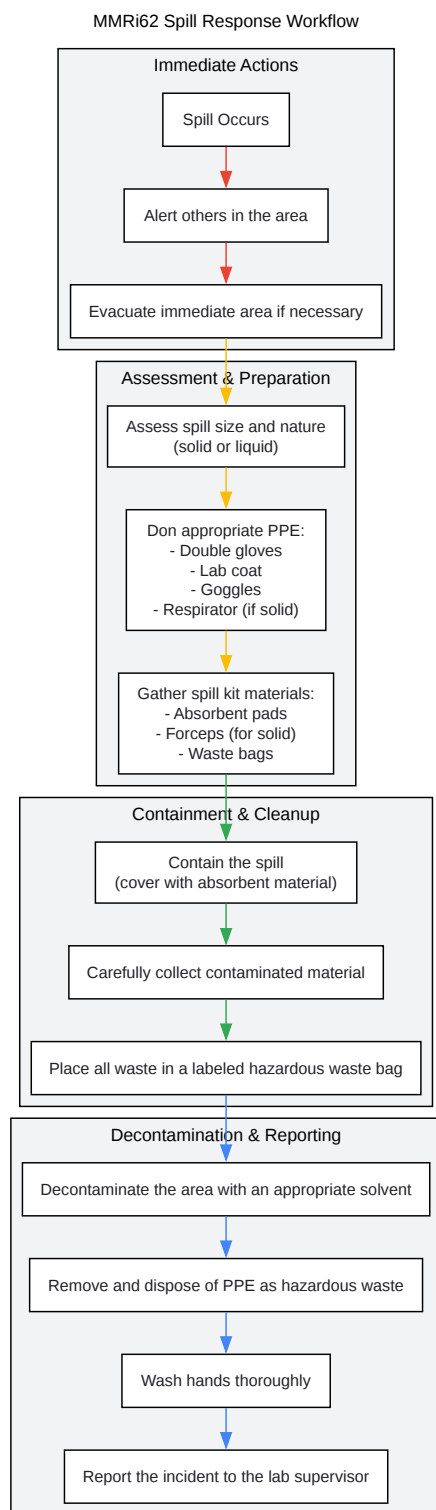 MMRi62 Spill Response Workflow
Immediate Actions
Spill Occurs
Alert others in the area
Evacuate immediate area if necessary
Assessment & Preparation
Assess spill size and nature
(solid or liquid)
Don appropriate PPE:
- Double gloves
- Lab coat
- Goggles
- Respirator (if solid)
Gather spill kit materials:
- Absorbent pads
- Forceps (for solid)
- Waste bags
Containment & Cleanup
Contain the spill
(cover with absorbent material)
Carefully collect contaminated material
Place all waste in a labeled hazardous waste bag
Decontamination & Reporting
Decontaminate the area with an appropriate solvent
Remove and dispose of PPE as hazardous waste
Wash hands thoroughly
Report the incident to the lab supervisor